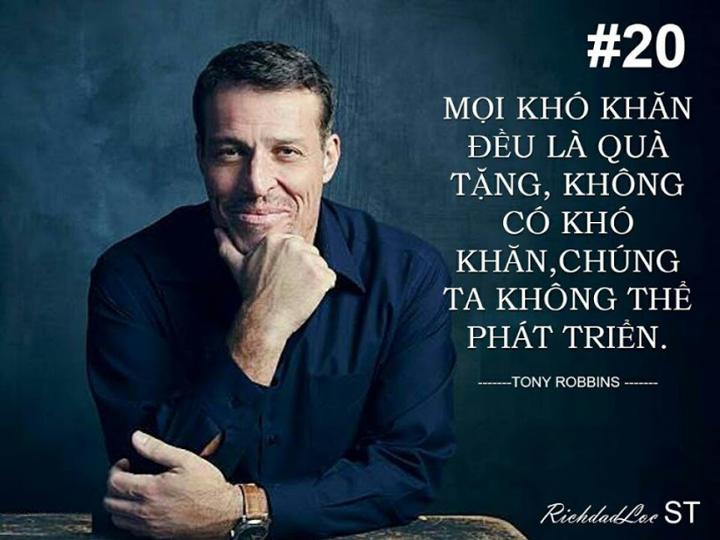 #20
MỌI KHÓ KHĂN
ĐỀU LÀ QUÀ
TẶNG, KHÔNG
CÓ KHÓ
KHĂN,CHÚNG
TA KHÔNG THỂ
PHÁT TRIỂN.
-------TONY ROBBINS -------
RichdadLoc ST